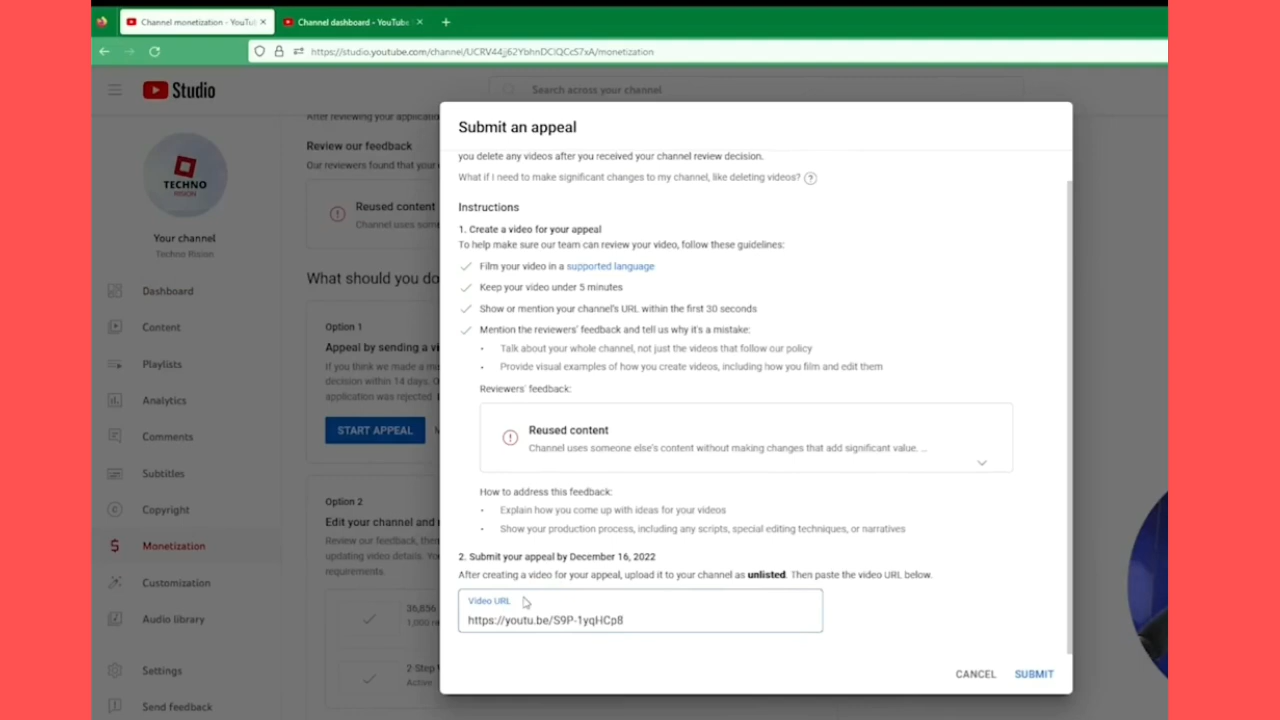 Channel monetization - YouTu
Channel dashboard - YouTube
https://studio.youtube.com/channel/UCRV44jj62YbhnDClQCcS7xA/monetization
Studio
Search across your channel
After reviewing your applicatio
Review our feedback
Our reviewers found that your
Reused content
Channel uses some
What should you do
Option 1
Appeal by sending a vi
If you think we made a mi
decision within 14 days. O
application was rejected
START APPEAL
Option 2
Edit your channel and r
Review our feedback, then
updating video details. Yo
requirements.
36,856
1,000 re
2-Step
Active
TECHNO
RISION
Your channel
Techno Risian
Dashboard
Content
Playlists
Analytics
Comments
Subtitles
Copyright
Monetization
Customization
Audio library
Settings
Send feedback
Submit an appeal
you delete any videos after you received your channel review decision.
What if I need to make significant changes to my channel, like deleting videos?
Instructions
1. Create a video for your appeal
To help make sure our team can review your video, follow these guidelines:
Film your video in a supported language
Keep your video under 5 minutes
Show or mention your channel's URL within the first 30 seconds
Mention the reviewers' feedback and tell us why it's a mistake:
• Talk about your whole channel, not just the videos that follow our policy
• Provide visual examples of how you create videos, including how you film and edit them
Reviewers' feedback:
Reused content
Channel uses someone else's content without making changes that add significant value. ...
How to address this feedback:
• Explain how you come up with ideas for your videos
• Show your production process, including any scripts, special editing techniques, or narratives
2. Submit your appeal by December 16, 2022
After creating a video for your appeal, upload it to your channel as unlisted. Then paste the video URL below.
Video URL
https://youtu.be/S9P-1yqHCp8
CANCEL SUBMIT